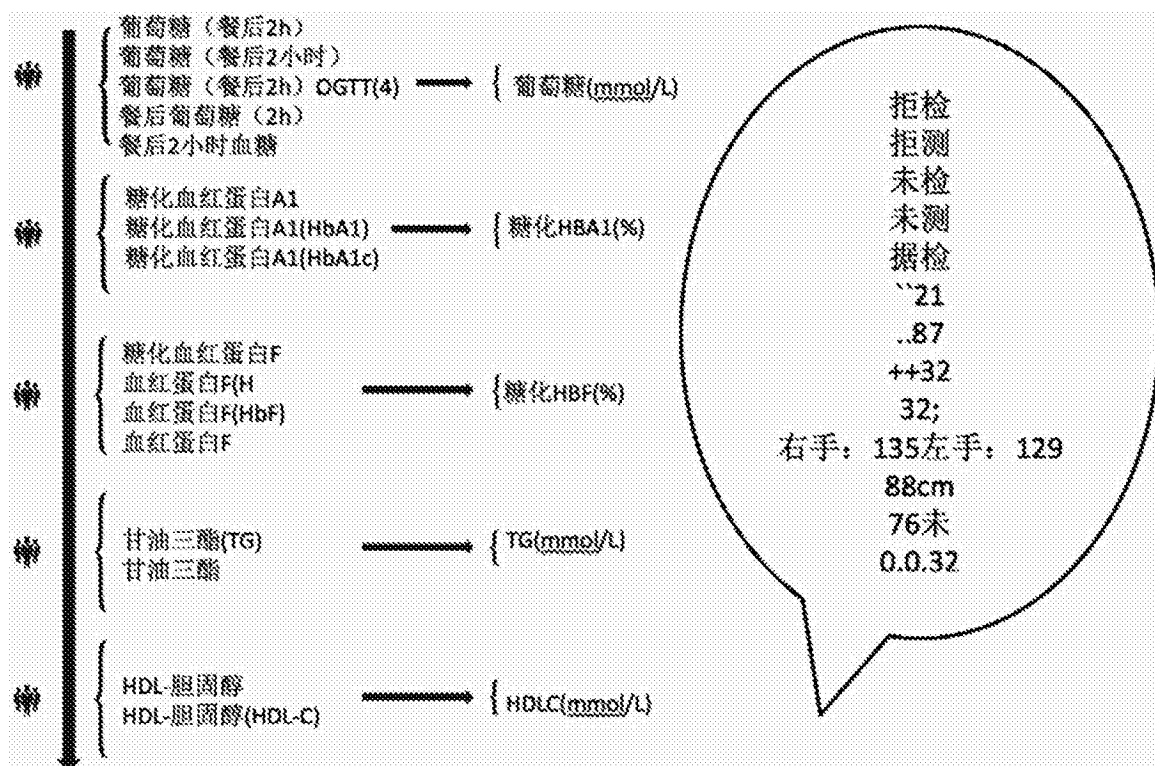 葡萄糖（餐后2h）
葡萄糖（餐后2小时）
葡萄糖（餐后2h）OGTT(4)
餐后葡萄糖（2h）
餐后2小时血糖
葡萄糖(mmol/L)
糖化血红蛋白A1
糖化血红蛋白A1(HbA1)
糖化血红蛋白A1(HbA1c)
糖化HBA1(%)
糖化血红蛋白F
血红蛋白F(H
血红蛋白F(HbF)
血红蛋白F
糖化HBF(%)
甘油三酯(TG)
甘油三酯
TG(mmol/L)
HDL-胆固醇
HDL-胆固醇(HDL-C)
HDLC(mmol/L)
拒检
拒测
未检
未测
据检
``21
..87
++32
32;
右手：135左手：129
88cm
76未
0.0.32